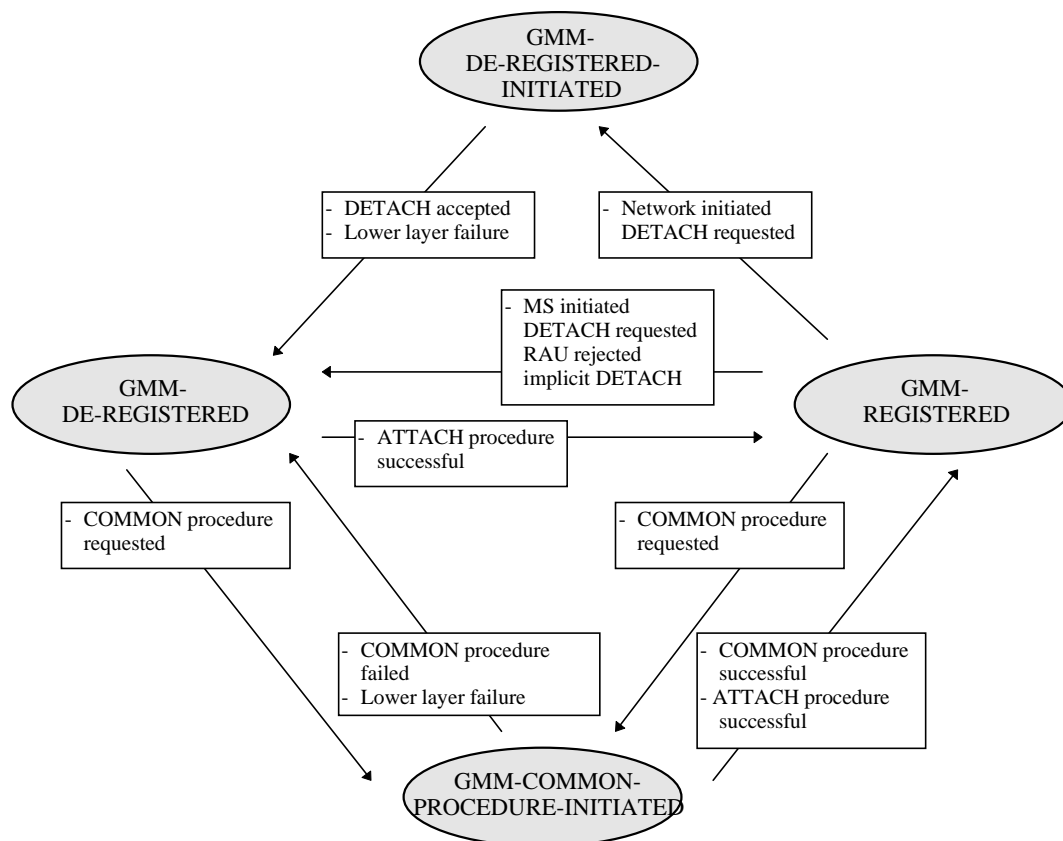 GMM-
DE-REGISTERED-
INITIATED
- DETACH accepted
- Lower layer failure
- Network initiated
DETACH requested
- MS initiated
DETACH requested
RAU rejected
implicit DETACH
GMM-
DE-REGISTERED
GMM-
REGISTERED
- ATTACH procedure
successful
- COMMON procedure
requested
- COMMON procedure
requested
- COMMON procedure
failed
- Lower layer failure
- COMMON procedure
successful
- ATTACH procedure
successful
GMM-COMMON-
PROCEDURE-INITIATED